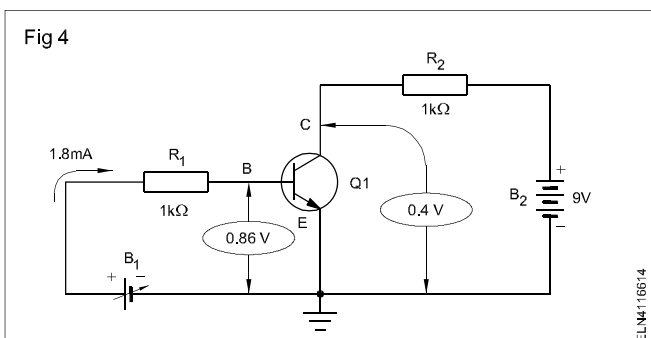 Fig 4
R2
1kΩ
C
1.8mA
R1
B
Q1
1kΩ
E
0.86 V
0.4 V
B2
+
9V
-
B1
+ -
ELN4116614